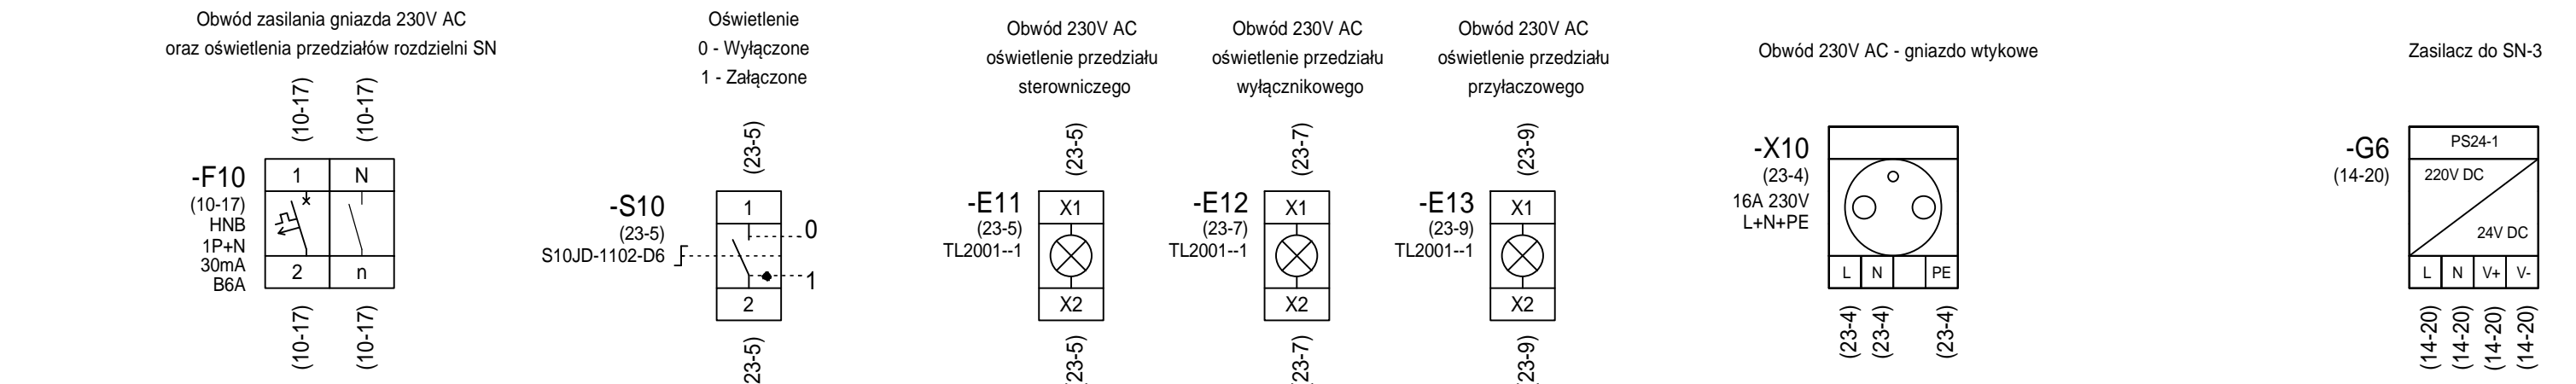 Obwód zasilania gniazda 230V AC
oraz oświetlenia przedziałów rozdzielni SN
(10-17)
(10-17)
-F10
(10-17)
HNB
1P+N
30mA
B6A
1
N
2
n
(10-17)
(10-17)
Oświetlenie
0 - Wyłączone
1 - Załączone
(23-5)
-S10
(23-5)
S10JD-1102-D6
1
0
1
2
23-5)
Obwód 230V AC
oświetlenie przedziału
sterowniczego
(23-5)
-E11
(23-5)
TL2001--1
X1
X2
(23-5)
Obwód 230V AC
oświetlenie przedziału
wyłącznikowego
(23-7)
-E12
(23-7)
TL2001--1
X1
X2
(23-7)
Obwód 230V AC
oświetlenie przedziału
przyłaczowego
(23-9)
-E13
(23-9)
TL2001--1
X1
X2
(23-9)
Obwód 230V AC - gniazdo wtykowe
-X10
(23-4)
16A 230V
L+N+PE
L N PE
(23-4)
(23-4)
(23-4)
Zasilacz do SN-3
-G6
(14-20)
PS24-1
220V DC
24V DC
L N V+ V-
(14-20)
(14-20)
(14-20)
(14-20)